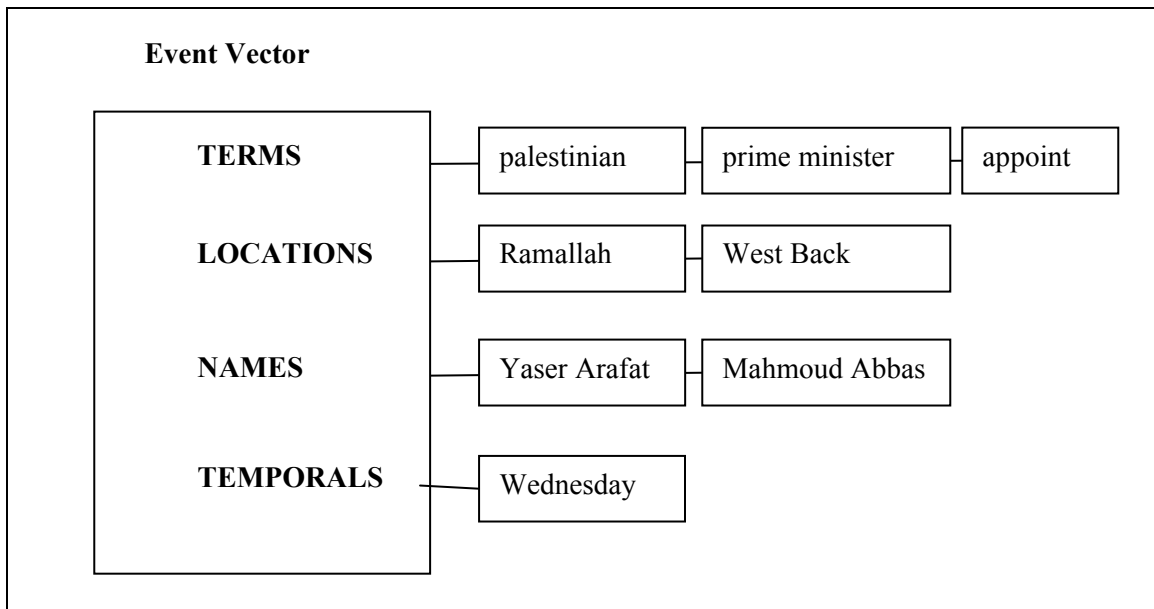 Event Vector
TERMS palestinian prime minister appoint
LOCATIONS Ramallah West Back
NAMES Yaser Arafat Mahmoud Abbas
TEMPORALS Wednesday